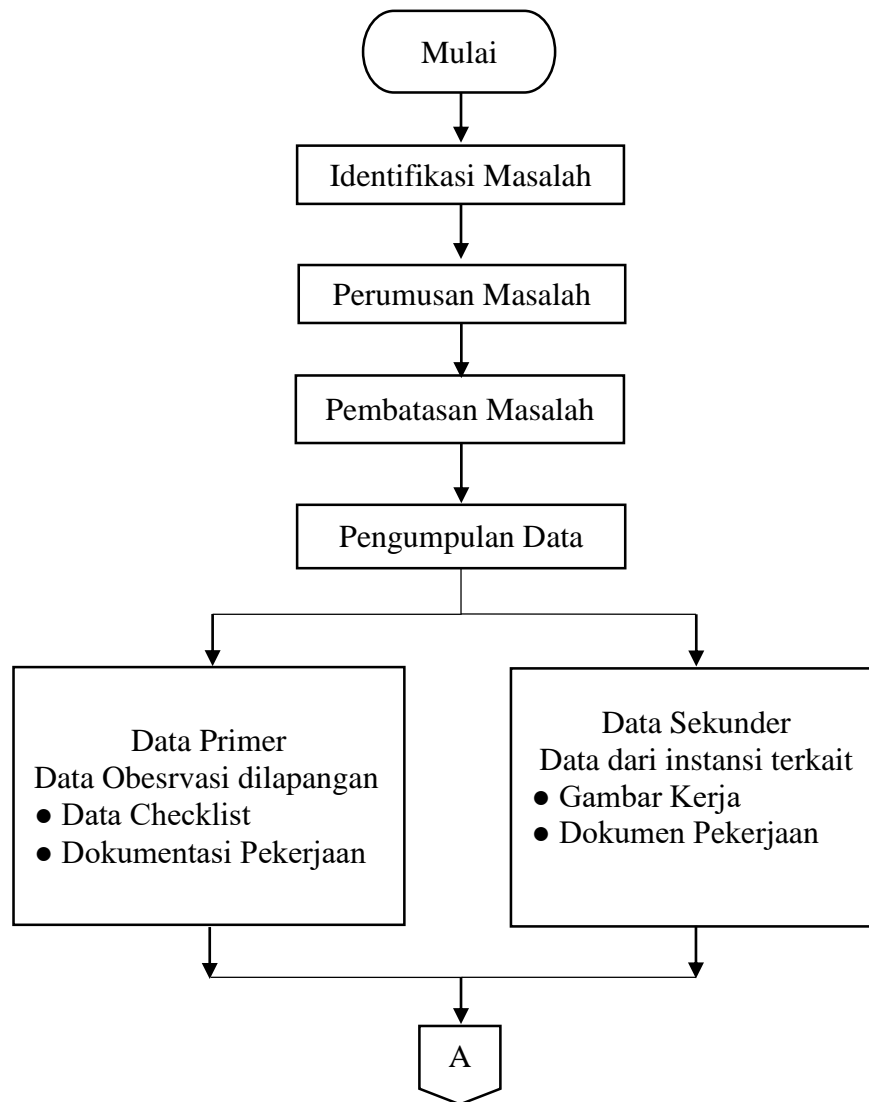 Mulai
Identifikasi Masalah
Perumusan Masalah
Pembatasan Masalah
Pengumpulan Data
Data Primer
Data Obesrvasi dilapangan
● Data Checklist
● Dokumentasi Pekerjaan
Data Sekunder
Data dari instansi terkait
● Gambar Kerja
● Dokumen Pekerjaan
A